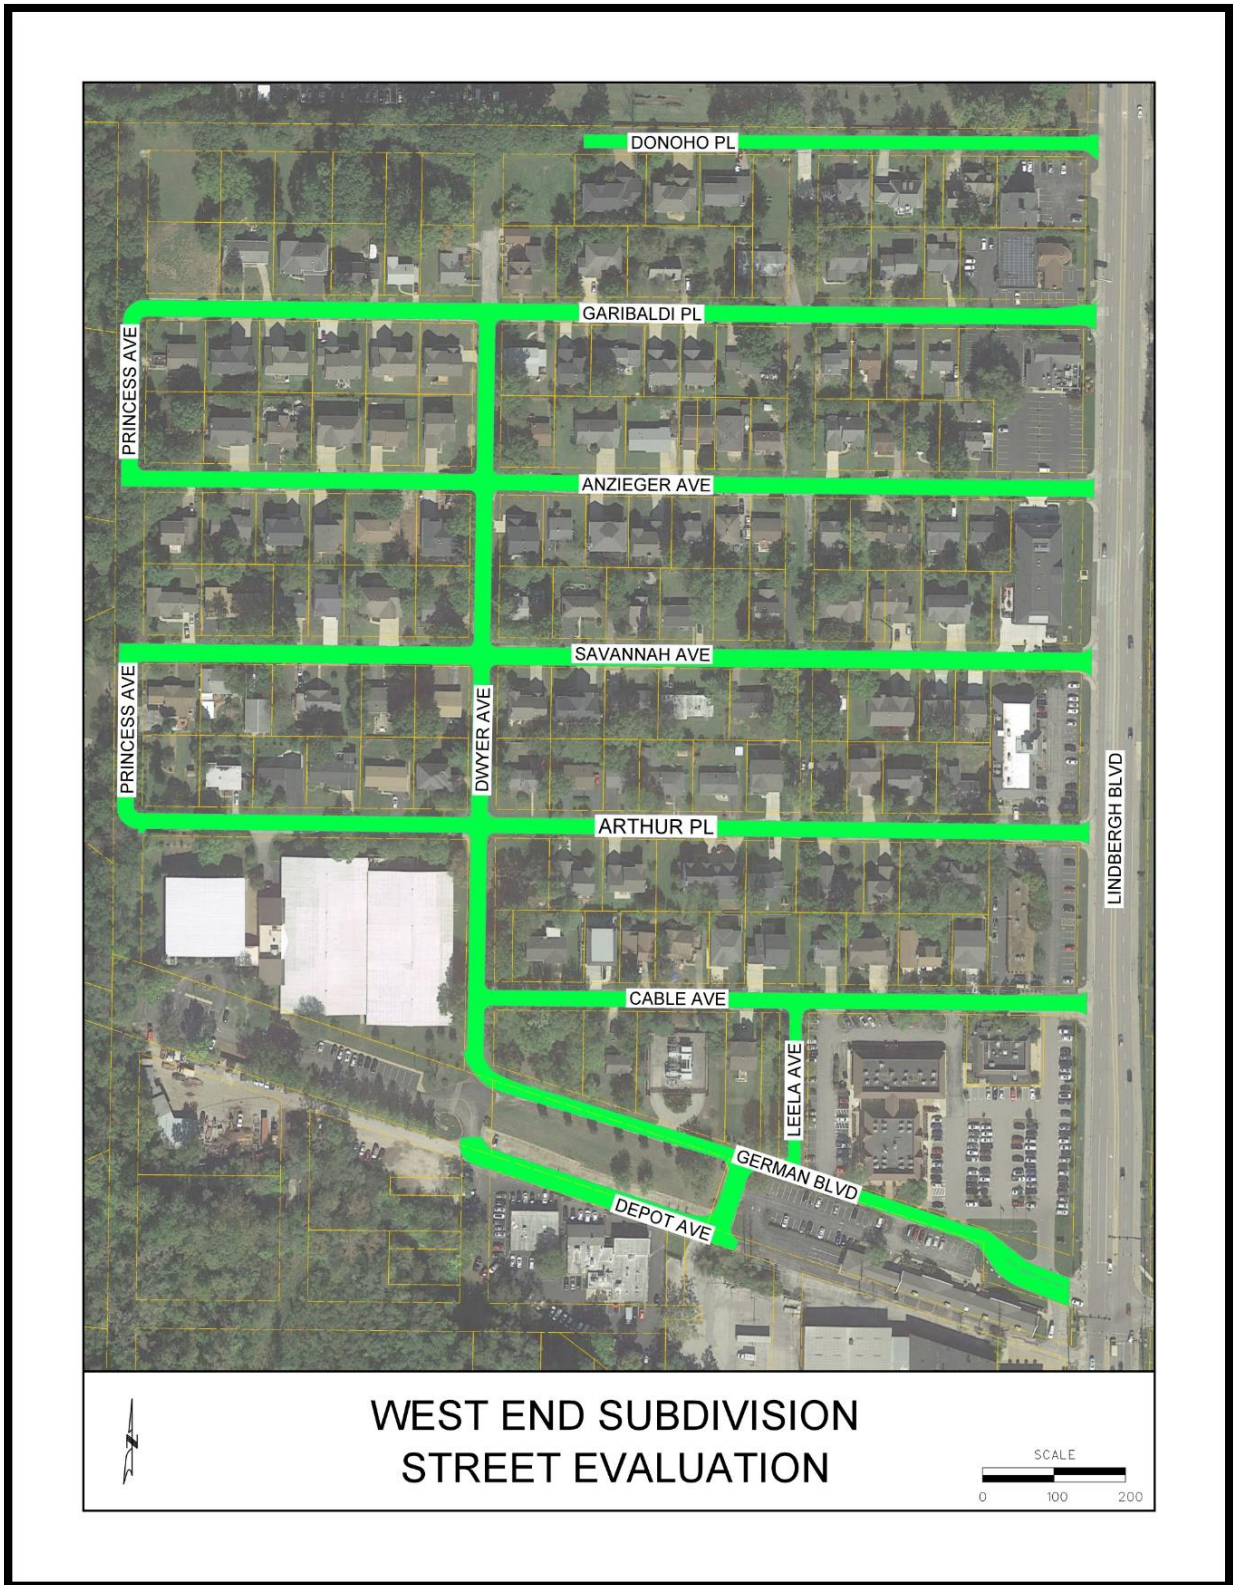 DONOHO PL
GARIBALDI PL
PRINCESS AVE
ANZIEGER AVE
SAVANNAH AVE
PRINCESS AVE
DWYER AVE
LINDBERGH BLVD
ARTHUR PL
CABLE AVE
LEELA AVE
GERMAN BLVD
DEPOT AVE
WEST END SUBDIVISION
STREET EVALUATION
N
SCALE
0 100 200